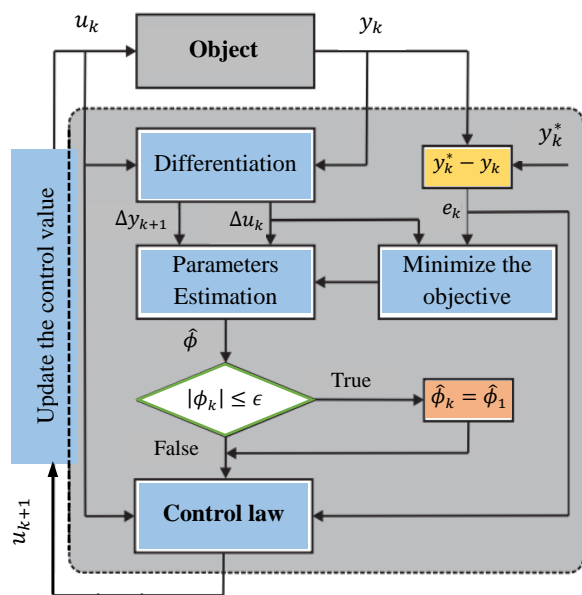 u_k
Object
y_k
y_k^*
Differentiation
y_k^* − y_k
Δy_{k+1}
Δu_k
e_k
Parameters
Estimation
Minimize the
objective
Update the control value
ϕ̂
|ϕ_k| ≤ ϵ
True
ϕ̂_k = ϕ̂_1
False
Control law
u_{k+1}